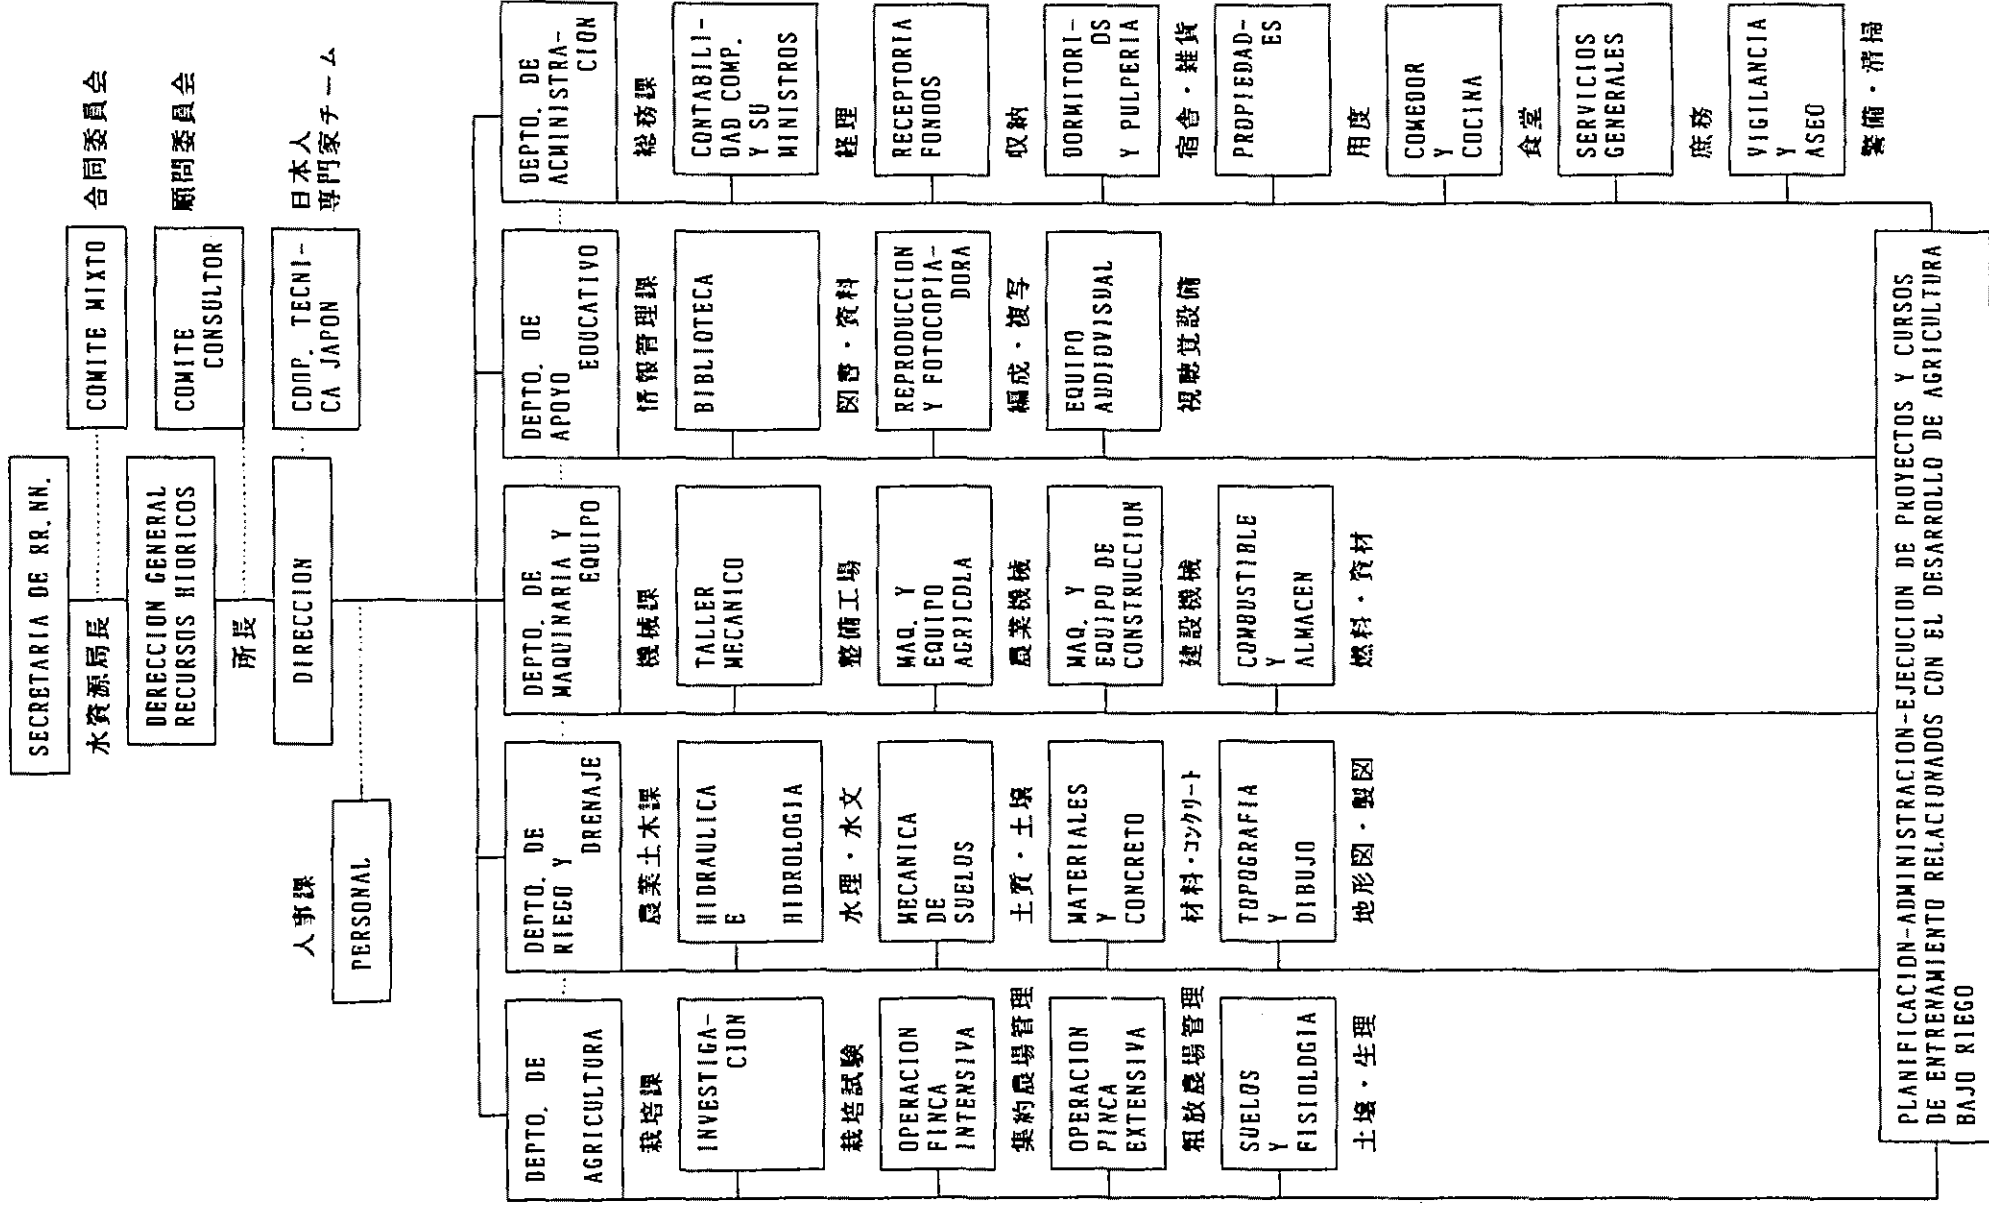 SECRETARIA DE RR.NN.
水資源局長
COMITE MIXTO
合同委員会
DERECCION GENERAL
RECURSOS HIDRICOS
所長
COMITE
CONSULTOR
顧問委員会
DIRECCION
COOP. TECNI-
CA JAPON
日本人
専門家チーム
人事課
PERSONAL
DEPTO. DE
AGRICULTURA
栽培課
INVESTIGA-
CION
栽培試験
OPERACION
FINCA
INTENSIVA
集約農場管理
OPERACION
PINCA
EXTENSIVA
粗放農場管理
SUELOS
Y
FISIOLOGIA
土壌・生理
DEPTO. DE
RIEGO Y
DRENAJE
農業土木課
HIDRAULICA
E
HIDROLOGIA
水理・水文
MECANICA
DE
SUELOS
土質・土壌
MATERIALES
Y
CONCRETO
材料・コンクリート
TOPOGRAFIA
Y
DIBUJO
地形図・製図
DEPTO. DE
MAQUINARIA Y
EQUIPO
機械課
TALLER
MECANICO
整備工場
MAQ. Y
EQUIPO
AGRICOLA
農業機械
MAQ. Y
EQUIPO DE
CONSTRUCCION
建設機械
COMBUSTIBLE
Y
ALMACEN
燃料・資材
DEPTO. DE
APOYO
EDUCATIVO
情報管理課
BIBLIOTECA
図書・資料
REPRODUCCION
Y FOTOCOPIA-
DORA
編成・複写
EQUIPO
AUDIOVISUAL
視聴覚設備
DEPTO. DE
ACMINISTRA-
CION
総務課
CONTABILI-
DAD COMP.
Y SU
MINISTROS
経理
RECEPTORIA
FONDOS
収納
DORMITORI-
OS
Y PULPERIA
宿舎・雑貨
PROPIEDAD-
ES
用度
COMEDOR
Y
COCINA
食堂
SERVICIOS
GENERALES
庶務
VIGILANCIA
Y
ASEO
警備・清掃
PLANIFICACION-ADMINISTRACION-EJECUCION DE PROYECTOS Y CURSOS
DE ENTRENAMIENTO RELACIONADOS CON EL DESARROLLO DE AGRICULTURA
BAJO RIEGO